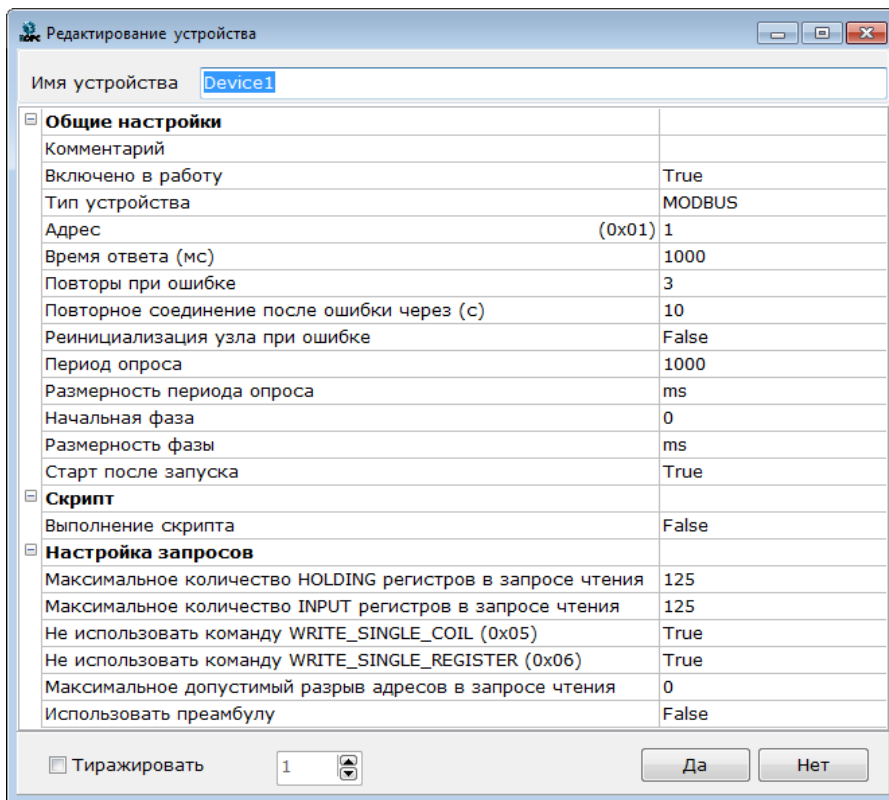 Редактирование устройства
Имя устройства Device1
Общие настройки
Комментарий
Включено в работу True
Тип устройства MODBUS
Адрес (0x01) 1
Время ответа (мс) 1000
Повторы при ошибке 3
Повторное соединение после ошибки через (с) 10
Реинициализация узла при ошибке False
Период опроса 1000
Размерность периода опроса ms
Начальная фаза 0
Размерность фазы ms
Старт после запуска True
Скрипт
Выполнение скрипта False
Настройка запросов
Максимальное количество HOLDING регистров в запросе чтения 125
Максимальное количество INPUT регистров в запросе чтения 125
Не использовать команду WRITE_SINGLE_COIL (0x05) True
Не использовать команду WRITE_SINGLE_REGISTER (0x06) True
Максимальное допустимый разрыв адресов в запросе чтения 0
Использовать преамбулу False
Тиражировать 1 Да Нет